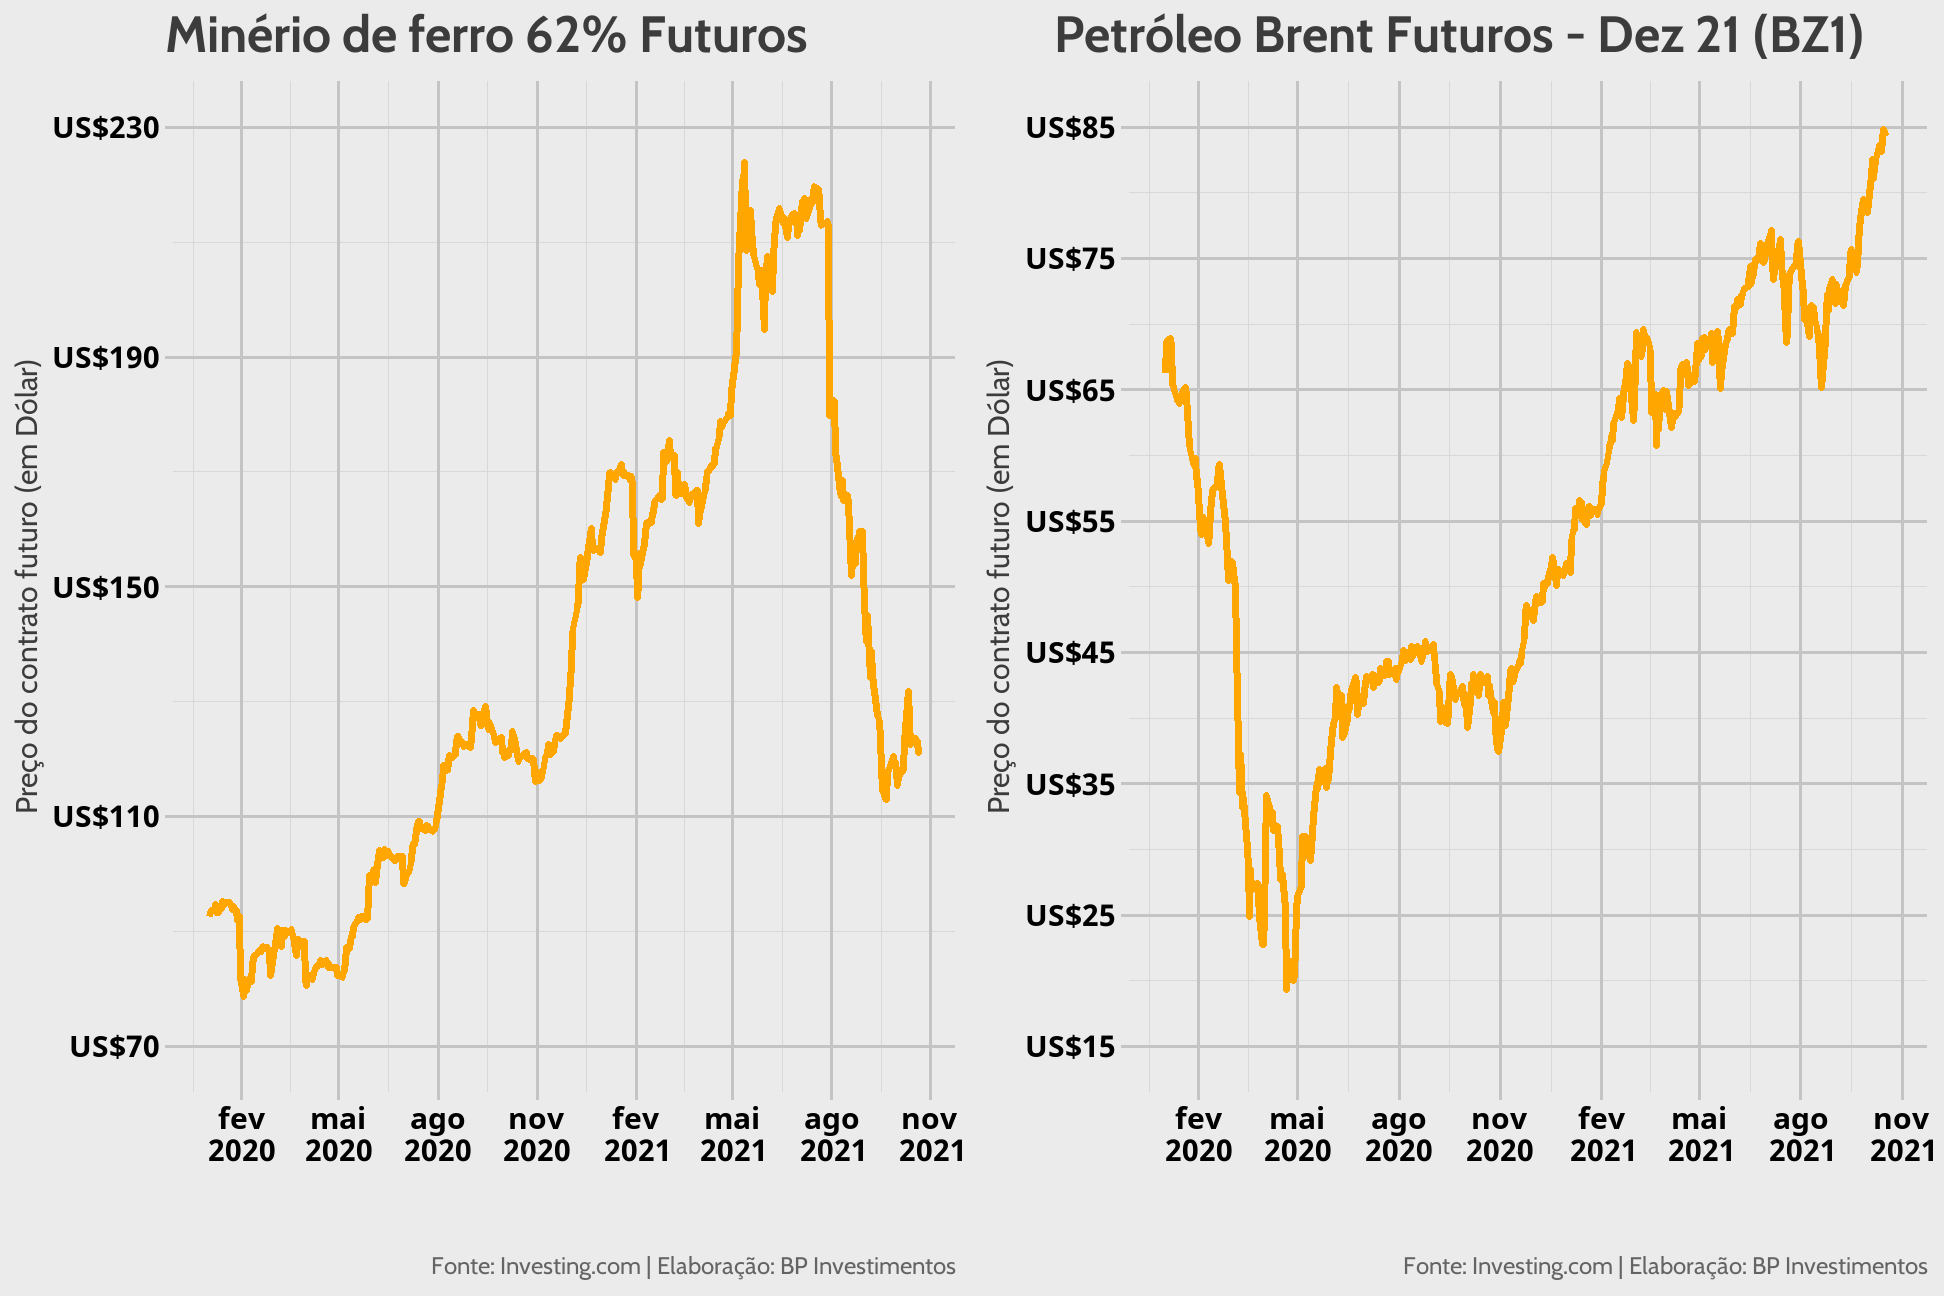 Minério de ferro 62% Futuros
Preço do contrato futuro (em Dólar)
US$230
US$190
US$150
US$110
US$70
fev
2020
mai
2020
ago
2020
nov
2020
fev
2021
mai
2021
ago
2021
nov
2021
Fonte: Investing.com | Elaboração: BP Investimentos
Petróleo Brent Futuros - Dez 21 (BZ1)
Preço do contrato futuro (em Dólar)
US$85
US$75
US$65
US$55
US$45
US$35
US$25
US$15
fev
2020
mai
2020
ago
2020
nov
2020
fev
2021
mai
2021
ago
2021
nov
2021
Fonte: Investing.com | Elaboração: BP Investimentos